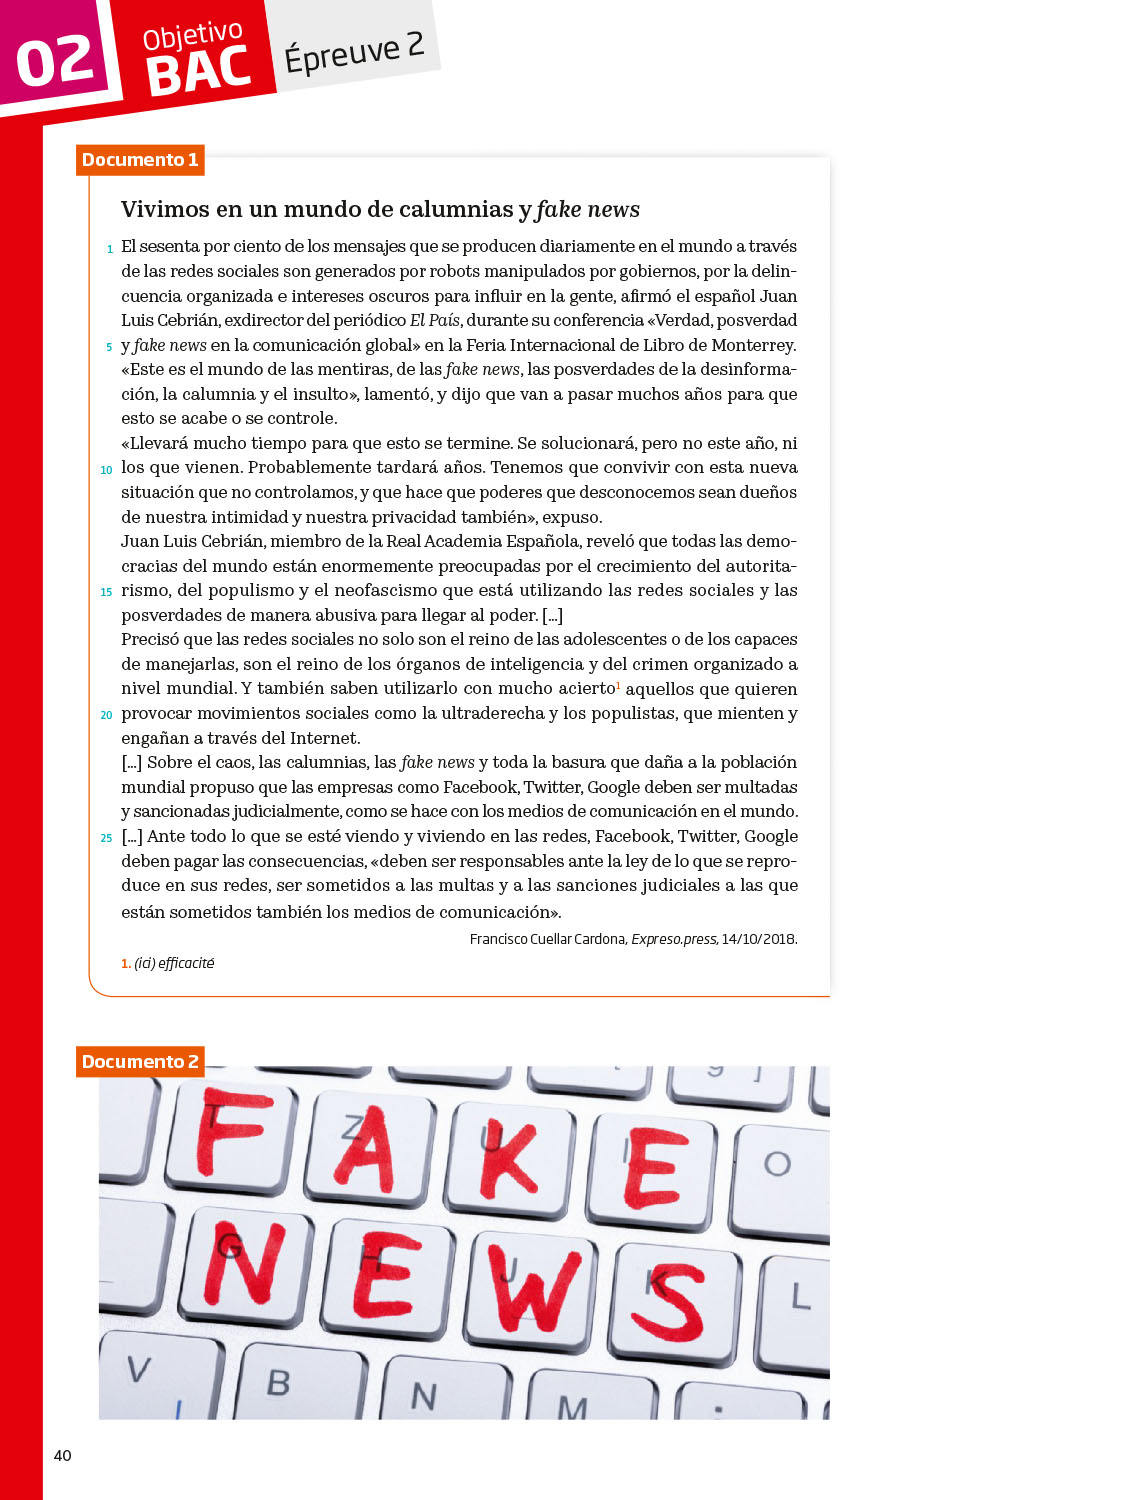 02
Objetivo
BAC
Épreuve 2
Documento 1
Vivimos en un mundo de calumnias y fake news
1 El sesenta por ciento de los mensajes que se producen diariamente en el mundo a través
de las redes sociales son generados por robots manipulados por gobiernos, por la delin-
cuencia organizada e intereses oscuros para influir en la gente, afirmó el español Juan
Luis Cebrián, exdirector del periódico El País, durante su conferencia «Verdad, posverdad
5 y fake news en la comunicación global» en la Feria Internacional de Libro de Monterrey.
«Este es el mundo de las mentiras, de las fake news, las posverdades de la desinforma-
ción, la calumnia y el insulto», lamentó, y dijo que van a pasar muchos años para que
esto se acabe o se controle.
«Llevará mucho tiempo para que esto se termine. Se solucionará, pero no este año, ni
10 los que vienen. Probablemente tardará años. Tenemos que convivir con esta nueva
situación que no controlamos, y que hace que poderes que desconocemos sean dueños
de nuestra intimidad y nuestra privacidad también», expuso.
Juan Luis Cebrián, miembro de la Real Academia Española, reveló que todas las demo-
cracias del mundo están enormemente preocupadas por el crecimiento del autorita-
15 rismo, del populismo y el neofascismo que está utilizando las redes sociales y las
posverdades de manera abusiva para llegar al poder. [...]
Precisó que las redes sociales no solo son el reino de las adolescentes o de los capaces
de manejarlas, son el reino de los órganos de inteligencia y del crimen organizado a
nivel mundial. Y también saben utilizarlo con mucho acierto1 aquellos que quieren
20 provocar movimientos sociales como la ultraderecha y los populistas, que mienten y
engañan a través del Internet.
[...] Sobre el caos, las calumnias, las fake news y toda la basura que daña a la población
mundial propuso que las empresas como Facebook, Twitter, Google deben ser multadas
y sancionadas judicialmente, como se hace con los medios de comunicación en el mundo.
25 [...] Ante todo lo que se esté viendo y viviendo en las redes, Facebook, Twitter, Google
deben pagar las consecuencias, «deben ser responsables ante la ley de lo que se repro-
duce en sus redes, ser sometidos a las multas y a las sanciones judiciales a las que
están sometidos también los medios de comunicación».
Francisco Cuellar Cardona, Expreso.press, 14/10/2018.
1. (ici) efficacité
Documento 2
g ]
T Z U I O
FAKE
G H J K L
NEWS
V B N M
40